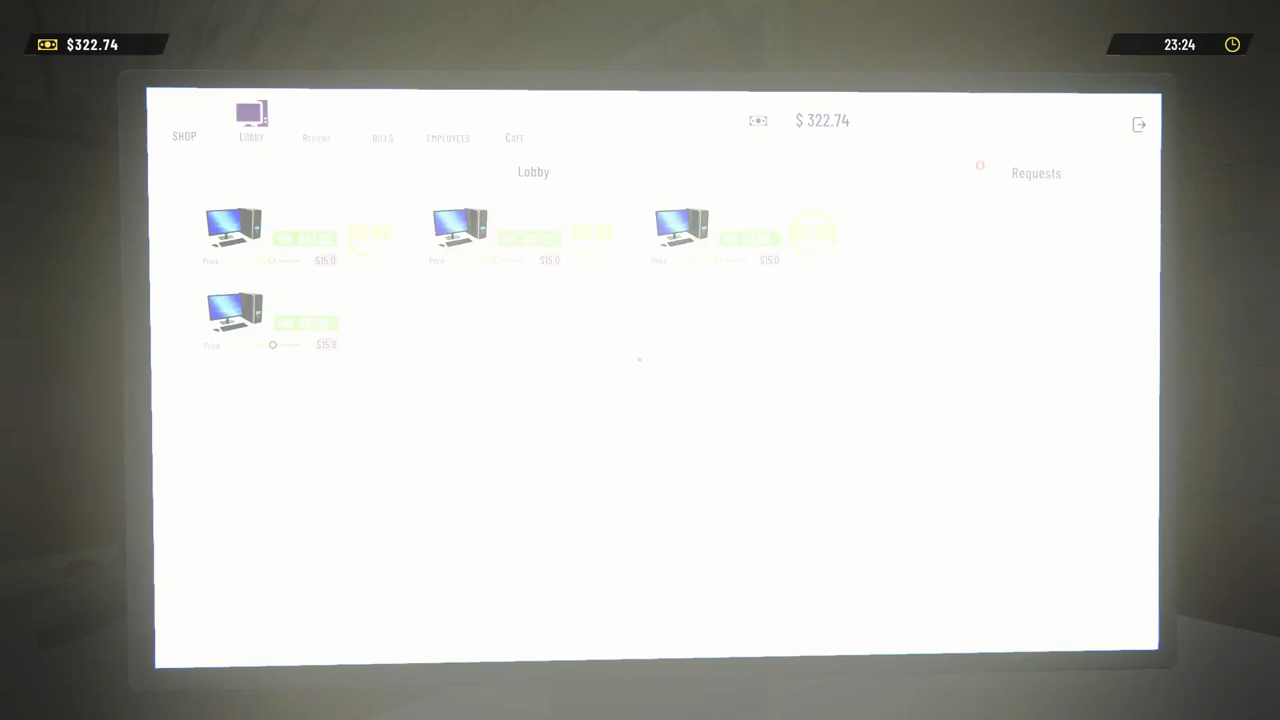 $322.74
23:24
$ 322.74
SHOP
LOBBY
REVIEWS
BILLS
EMPLOYEES
CAFE
Lobby
0
Requests
Price
$15.0
Price
$15.0
Price
$15.0
Price
$15.8